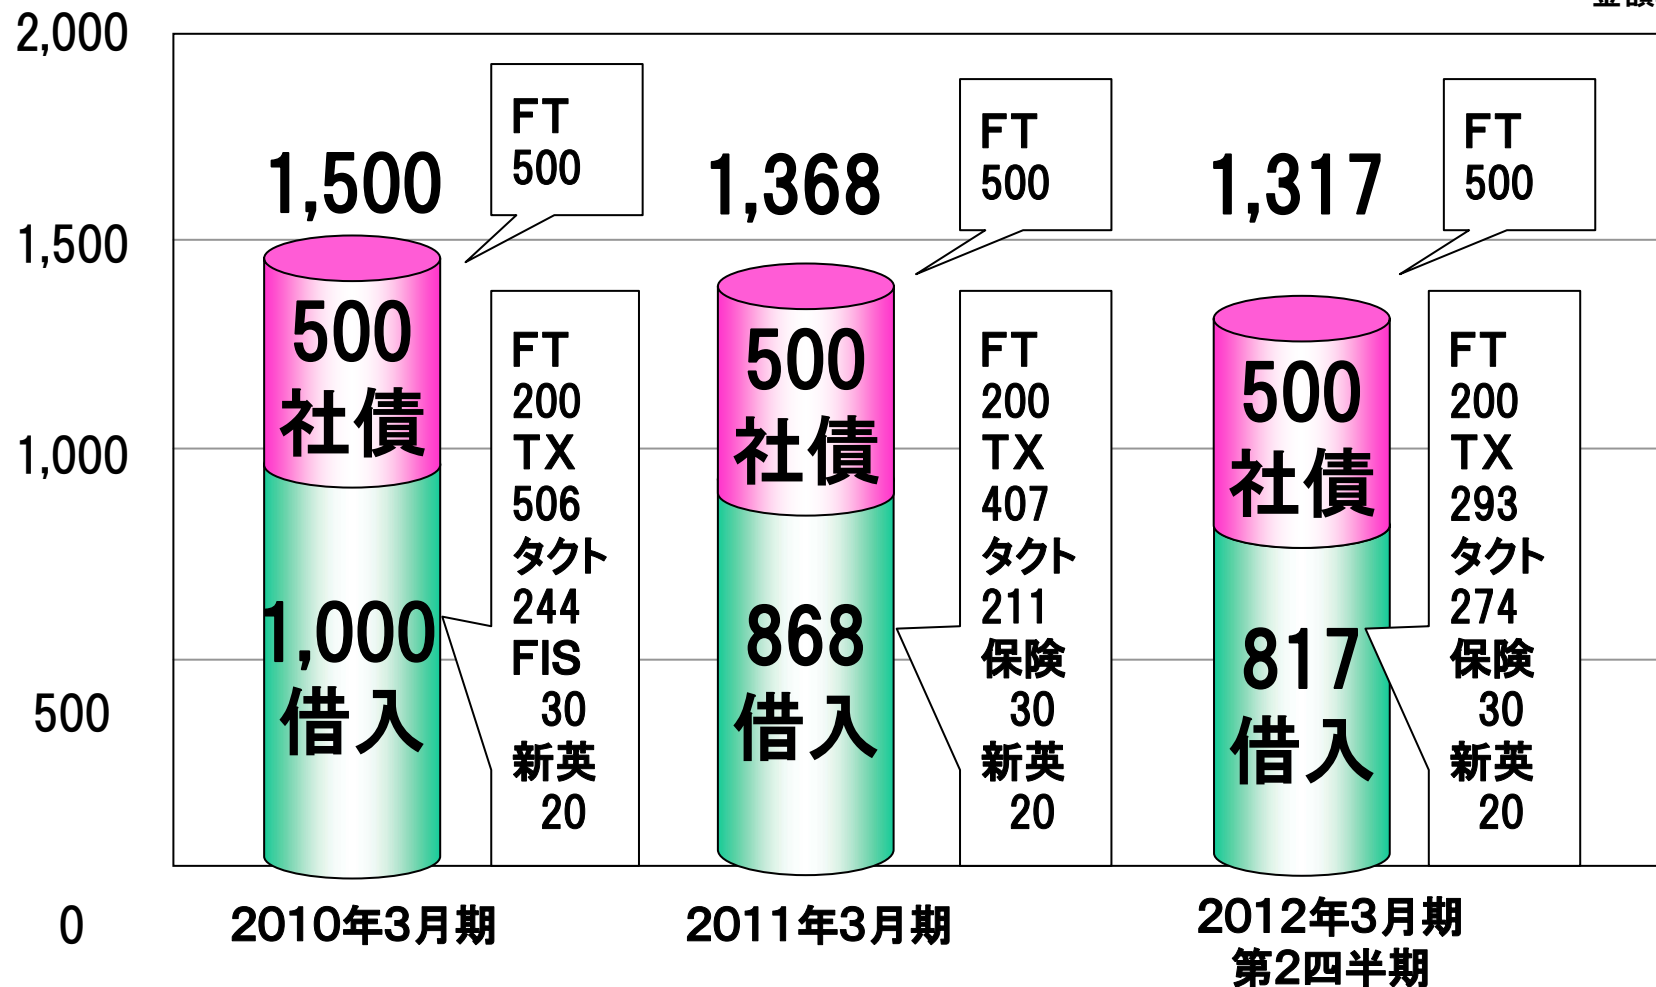 2,000
1,500
1,000
500
0
1,500
FT
500
500
社債
1,000
借入
FT
200
TX
506
タクト
244
FIS
30
新英
20
2010年3月期
1,368
FT
500
500
社債
868
借入
FT
200
TX
407
タクト
211
保険
30
新英
20
2011年3月期
1,317
FT
500
500
社債
817
借入
FT
200
TX
293
タクト
274
保険
30
新英
20
2012年3月期
第2四半期